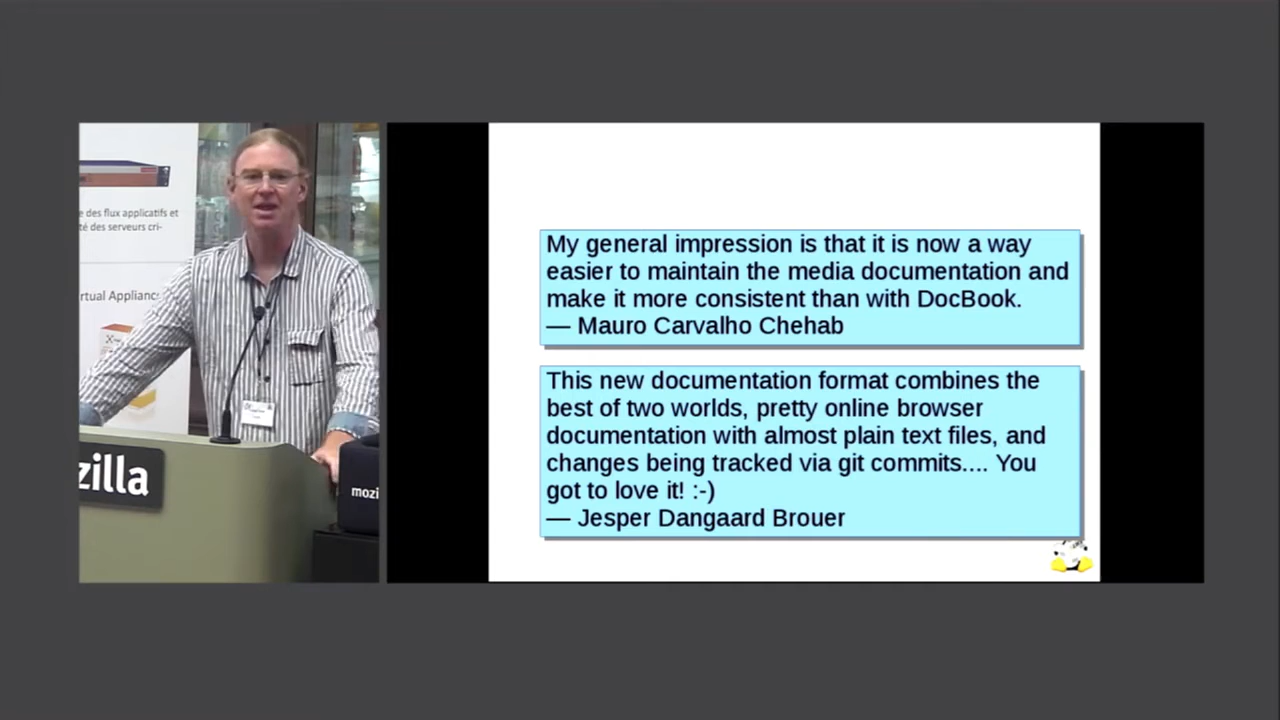 e des flux applicatifs et
té des serveurs cri-
rtual Applianc
zilla
mozi
My general impression is that it is now a way
easier to maintain the media documentation and
make it more consistent than with DocBook.
— Mauro Carvalho Chehab
This new documentation format combines the
best of two worlds, pretty online browser
documentation with almost plain text files, and
changes being tracked via git commits.... You
got to love it! :-)
— Jesper Dangaard Brouer